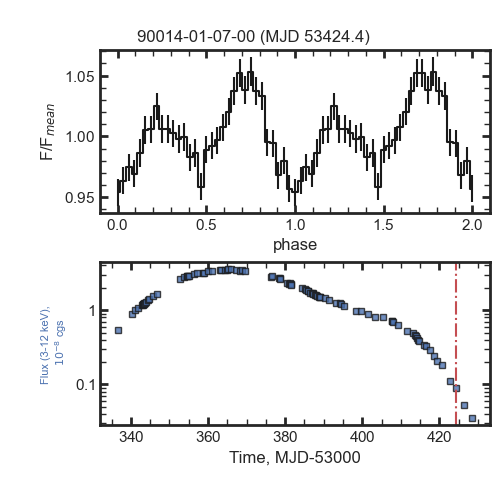 90014-01-07-00 (MJD 53424.4)
F/F_mean
1.05
1.00
0.95
0.0 0.5 1.0 1.5 2.0
phase
Flux (3-12 keV),
10⁻⁸ cgs
1
0.1
340 360 380 400 420
Time, MJD-53000